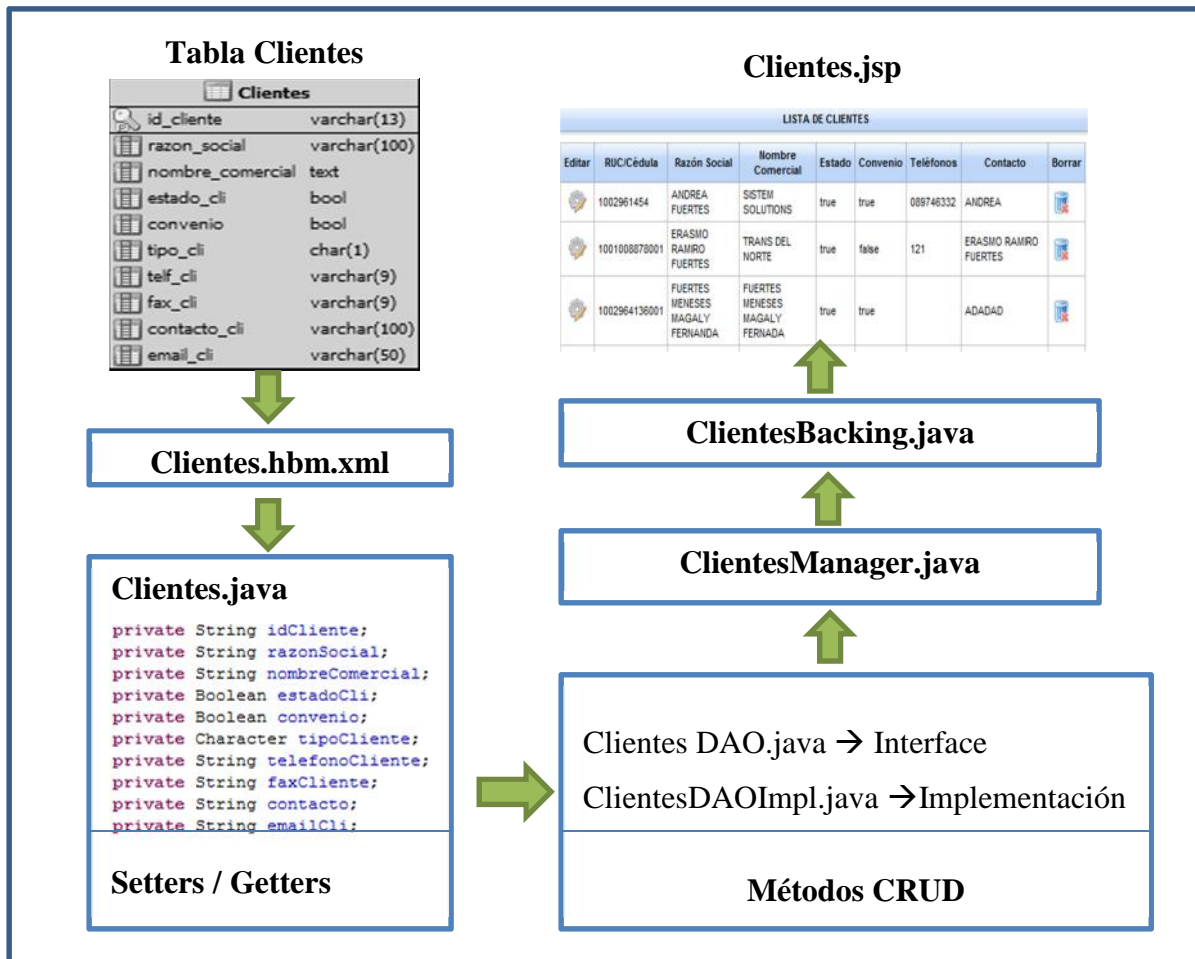 Tabla Clientes
Clientes
id_cliente varchar(13)
razon_social varchar(100)
nombre_comercial text
estado_cli bool
convenio bool
tipo_cli char(1)
telf_cli varchar(9)
fax_cli varchar(9)
contacto_cli varchar(100)
email_cli varchar(50)
Clientes.hbm.xml
Clientes.java
private String idCliente;
private String razonSocial;
private String nombreComercial;
private Boolean estadoCli;
private Boolean convenio;
private Character tipoCliente;
private String telefonoCliente;
private String faxCliente;
private String contacto;
private String emailCli;
Setters / Getters
Clientes DAO.java → Interface
ClientesDAOImpl.java →Implementación
Métodos CRUD
ClientesManager.java
ClientesBacking.java
Clientes.jsp
LISTA DE CLIENTES
Editar RUC/Cédula Razón Social Nombre Comercial Estado Convenio Teléfonos Contacto Borrar
1002961454 ANDREA FUERTES SISTEM SOLUTIONS true true 089746332 ANDREA
1001008878001 ERASMO RAMIRO FUERTES TRANS DEL NORTE true false 121 ERASMO RAMIRO FUERTES
1002964136001 FUERTES MENESES MAGALY FERNANDA FUERTES MENESES MAGALY FERNADA true true ADADAD